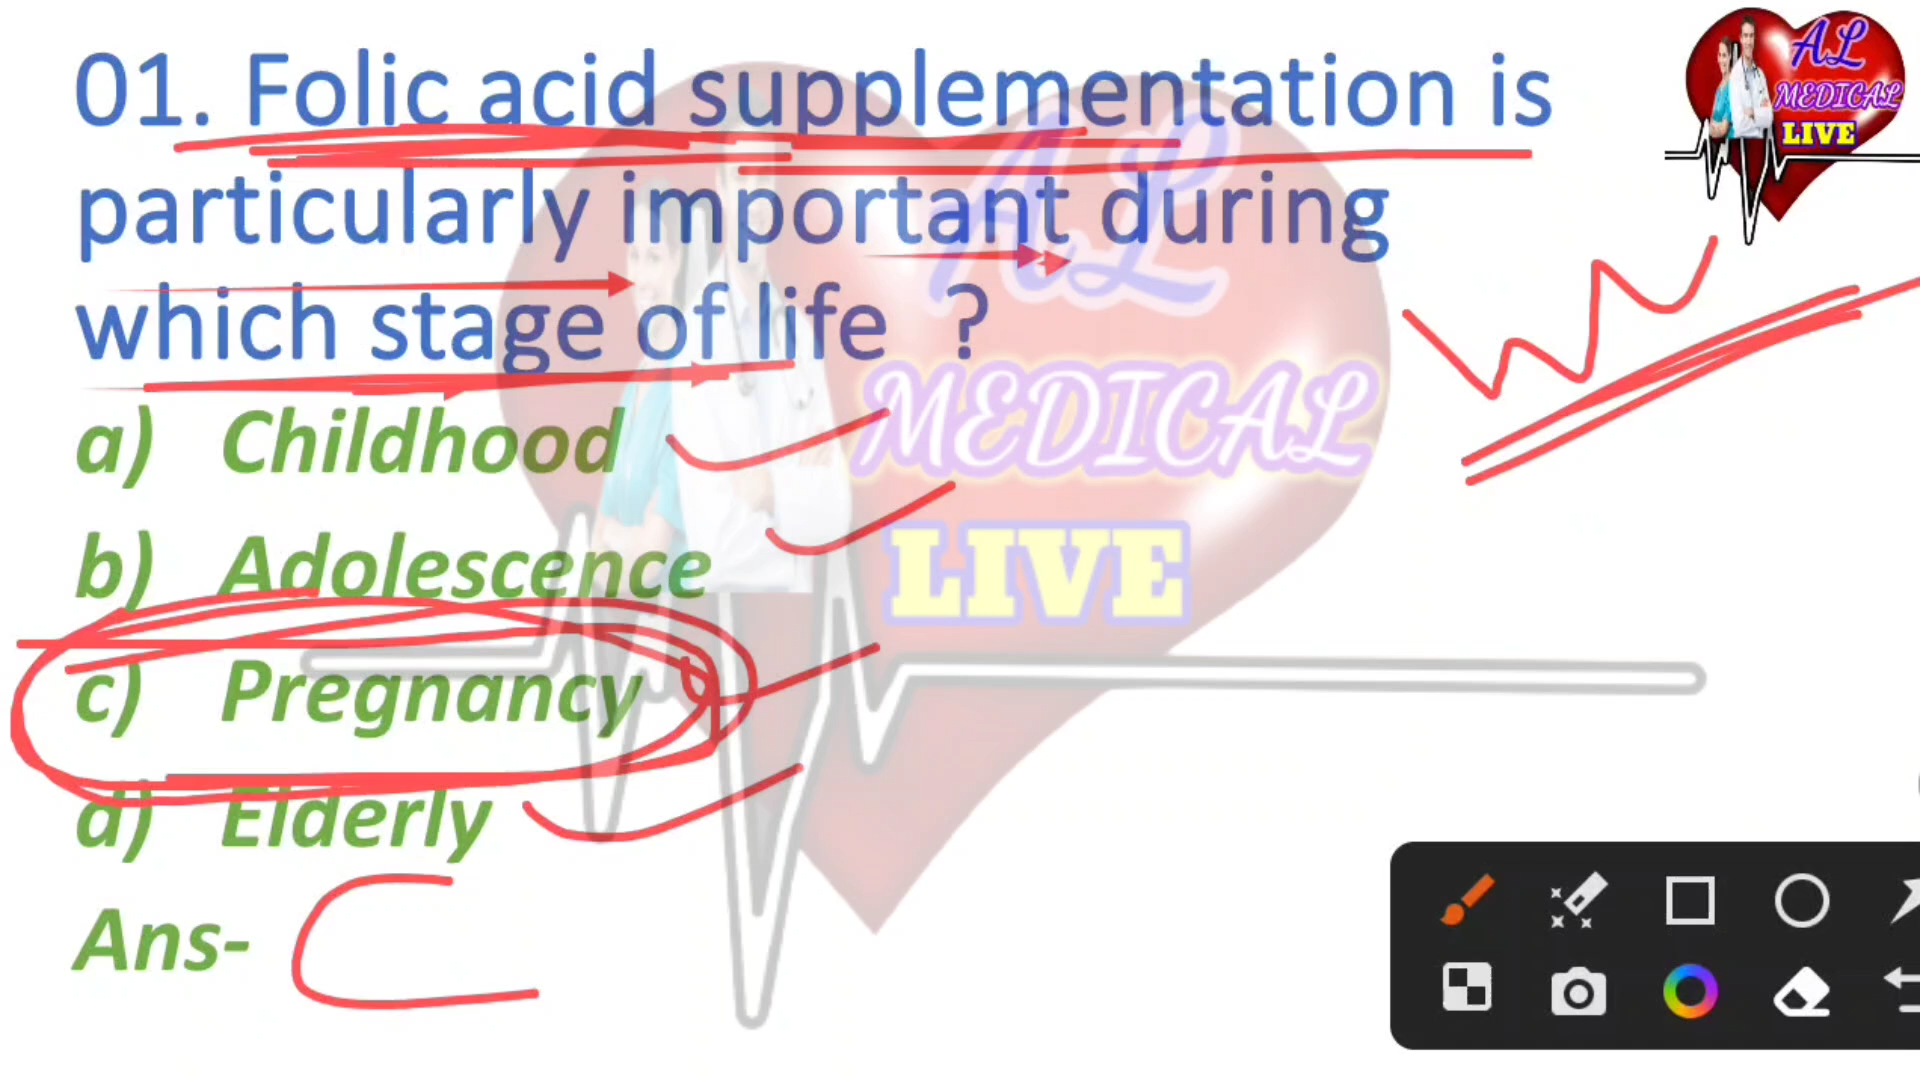 01. Folic acid supplementation is
particularly important during
which stage of life ?
a) Childhood
b) Adolescence
c) Pregnancy
d) Elderly
Ans- C
AL
MEDICAL
LIVE
AL
MEDICAL
LIVE